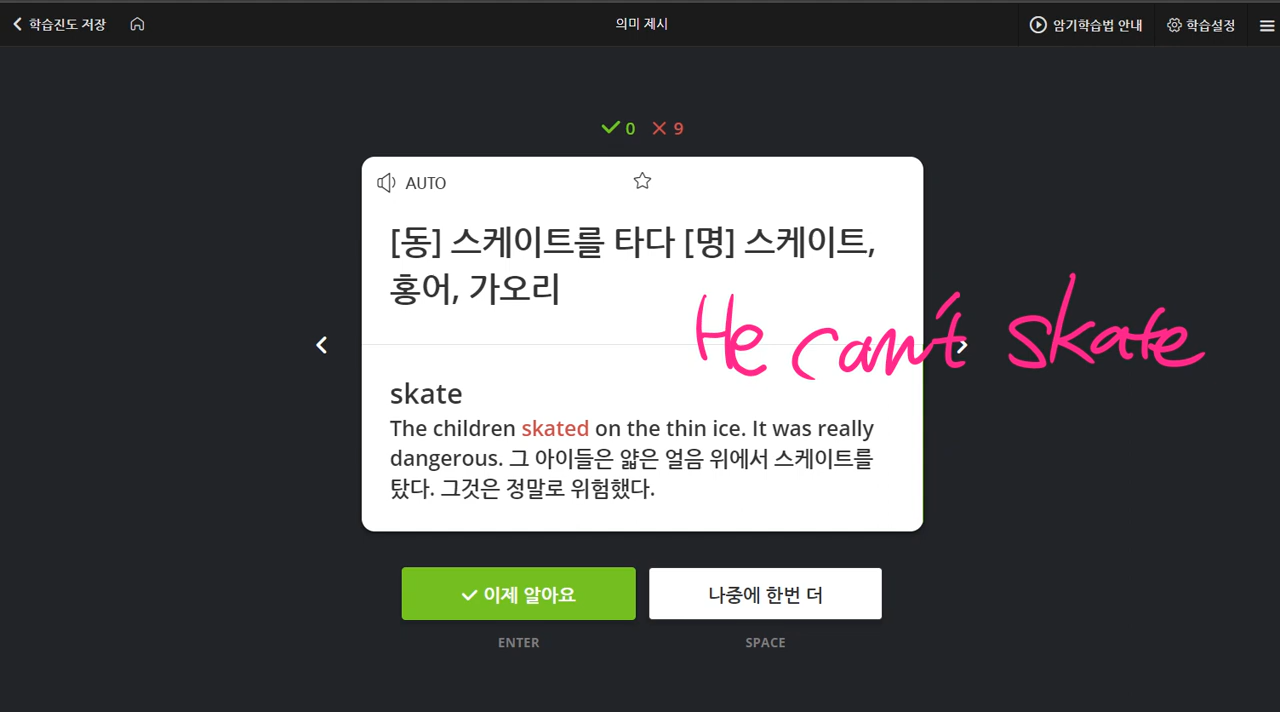 학습진도 저장
의미 제시
암기학습법 안내
학습설정
0 9
AUTO
[동] 스케이트를 타다 [명] 스케이트,
홍어, 가오리
He can't skate
skate
The children skated on the thin ice. It was really
dangerous. 그 아이들은 얇은 얼음 위에서 스케이트를
탔다. 그것은 정말로 위험했다.
이제 알아요
나중에 한번 더
ENTER
SPACE